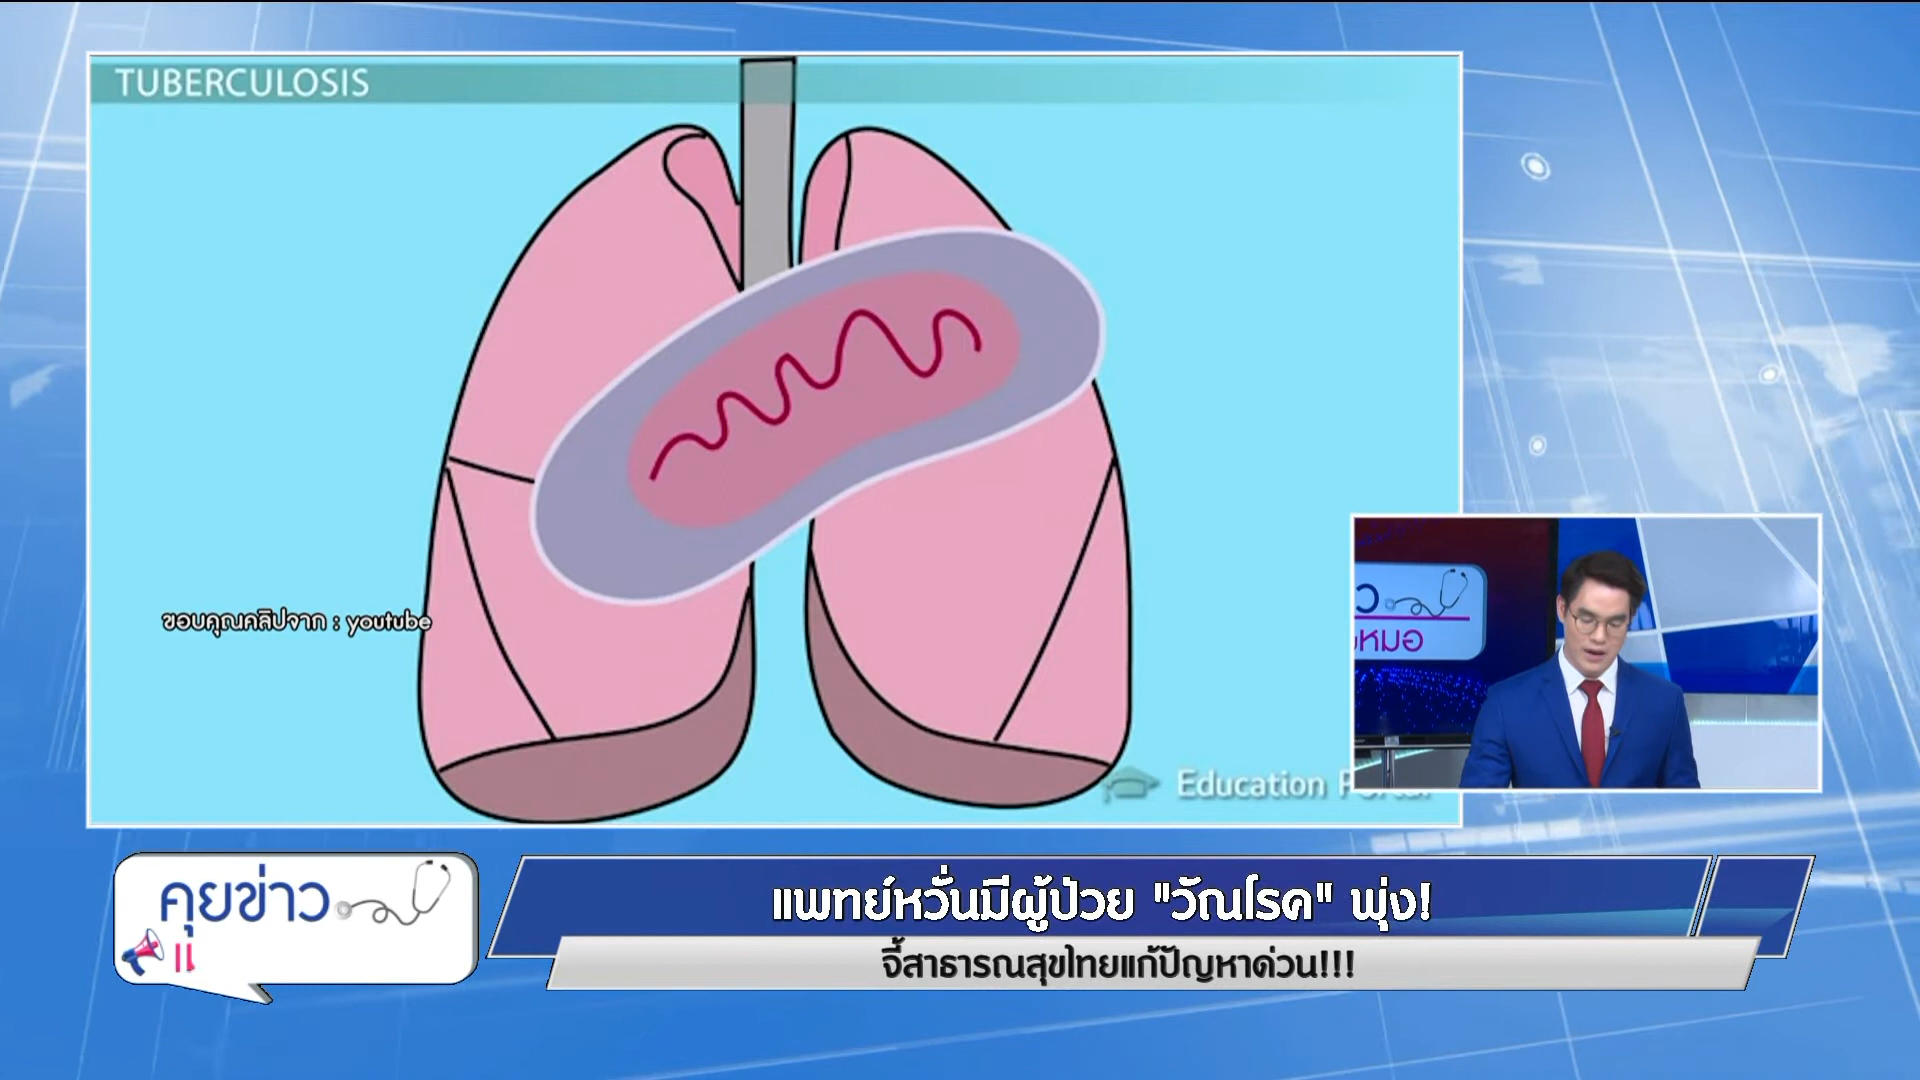 TUBERCULOSIS
ขอบคุณคลิปจาก : youtube
Education Portal
หมอ
คุยข่าว
แพทย์หวั่นมีผู้ป่วย "วัณโรค" พุ่ง!
จี้สาธารณสุขไทยแก้ปัญหาด่วน!!!